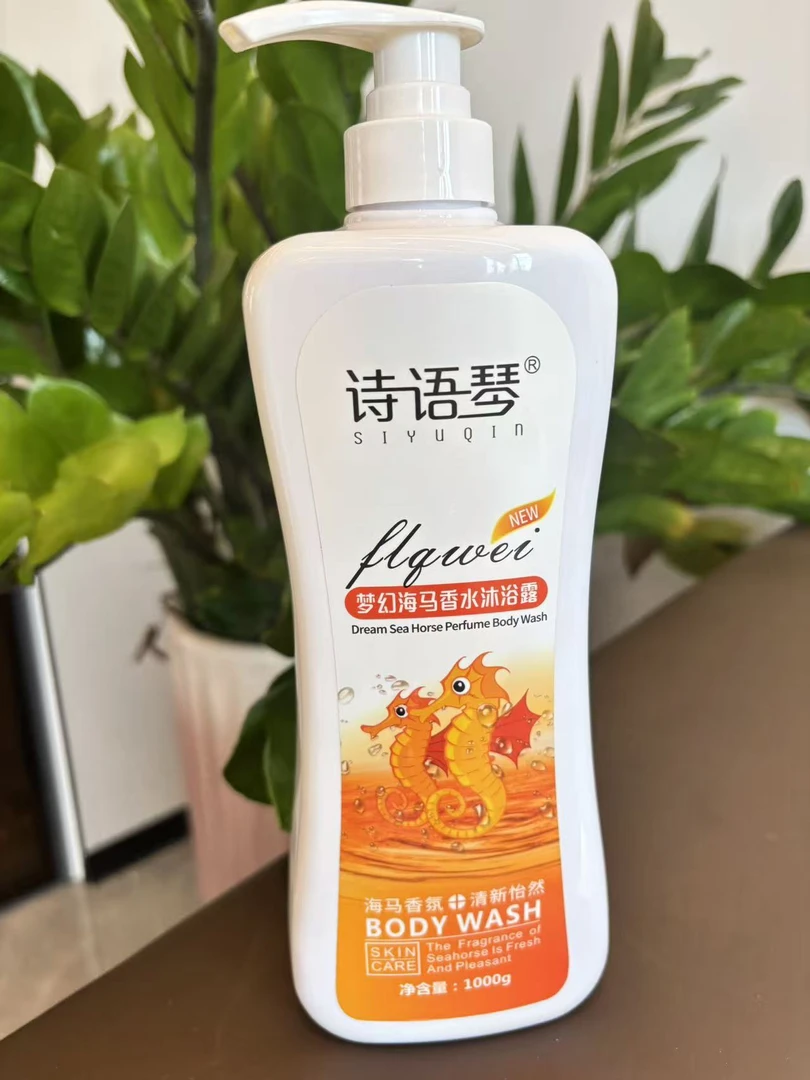 诗语琴®
SIYUQIN
NEW
flqwei
梦幻海马香水沐浴露
Dream Sea Horse Perfume Body Wash
海马香氛 清新怡然
BODY WASH
SKIN CARE
The Fragrance of
Seahorse Is Fresh
And Pleasant
净含量：1000g